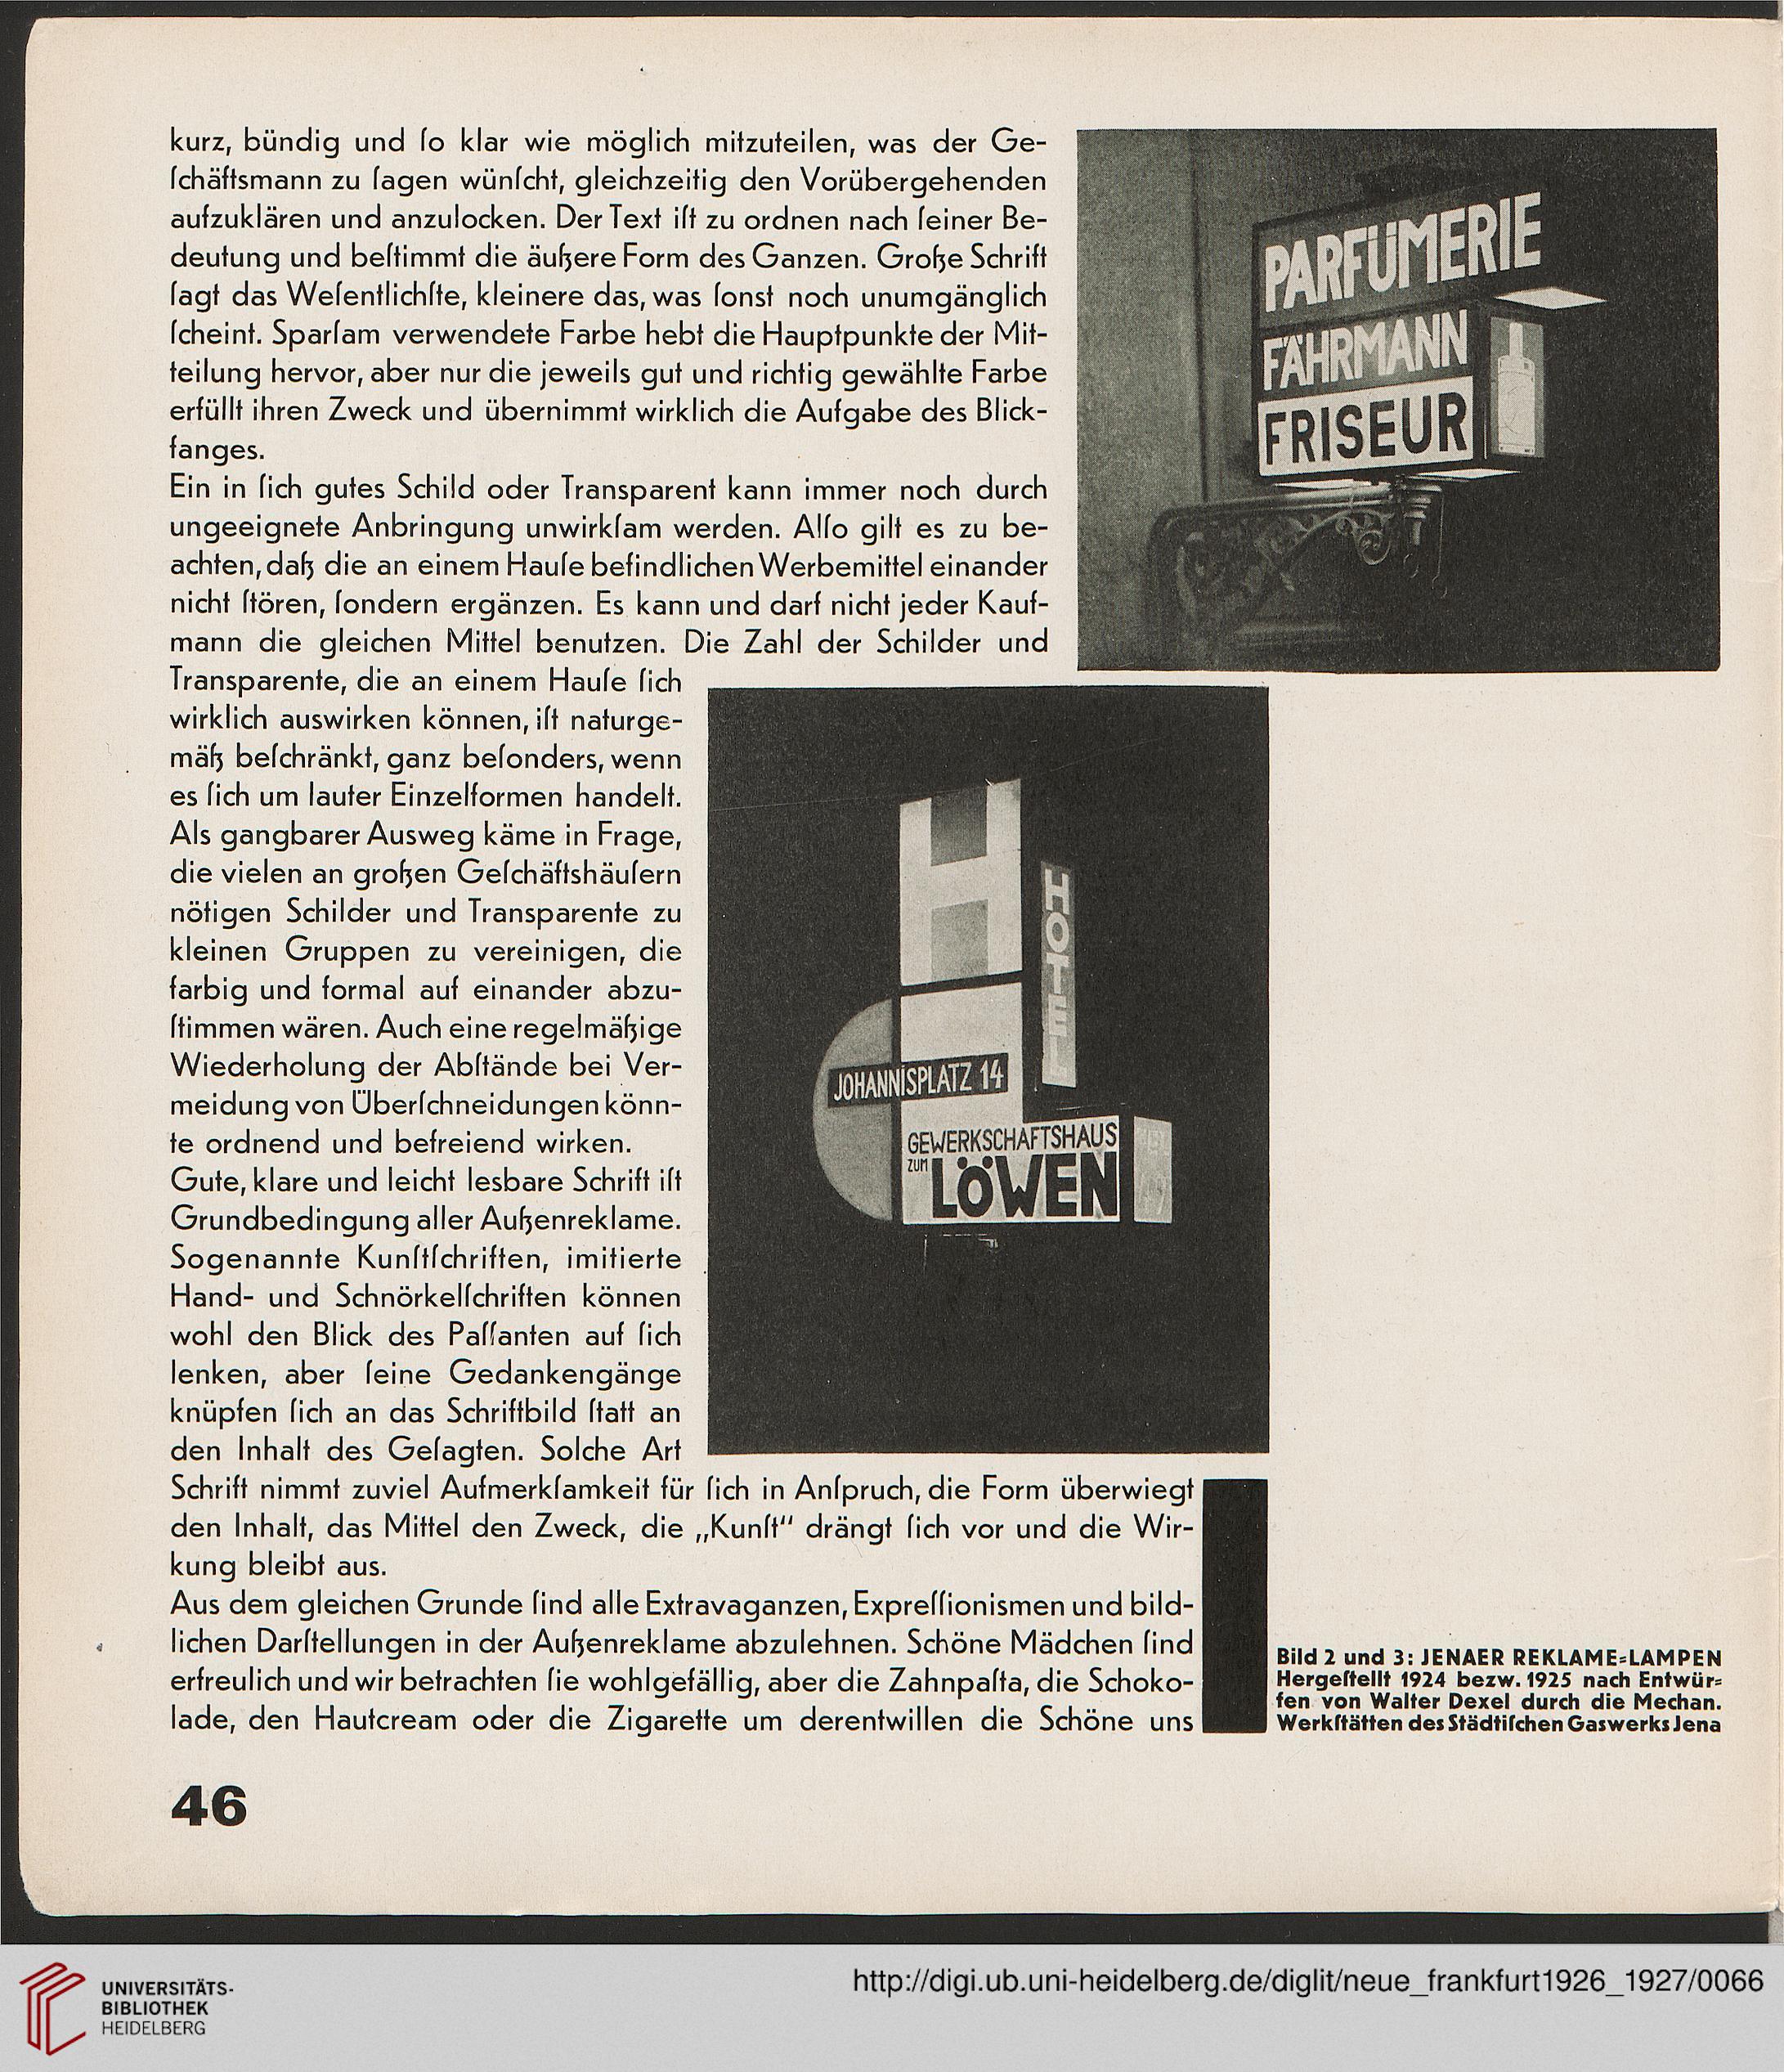 kurz, bündig und ſo klar wie möglich mitzuteilen, was der Ge-
ſchäftsmann zu ſagen wünſcht, gleichzeitig den Vorübergehenden
aufzuklären und anzulocken. Der Text iſt zu ordnen nach ſeiner Be-
deutung und beſtimmt die äußere Form des Ganzen. Große Schrift
ſagt das Weſentlichſte, kleinere das, was ſonst noch unumgänglich
ſcheint. Sparſam verwendete Farbe hebt die Hauptpunkte der Mit-
teilung hervor, aber nur die jeweils gut und richtig gewählte Farbe
erfüllt ihren Zweck und übernimmt wirklich die Aufgabe des Blick-
fanges.
Ein in ſich gutes Schild oder Transparent kann immer noch durch
ungeeignete Anbringung unwirkſam werden. Alſo gilt es zu be-
achten, daß die an einem Hauſe befindlichen Werbemittel einander
nicht ſtören, ſondern ergänzen. Es kann und darf nicht jeder Kauf-
mann die gleichen Mittel benutzen. Die Zahl der Schilder und
Transparente, die an einem Hauſe ſich
wirklich auswirken können, iſt naturge-
mäß beſchränkt, ganz beſonders, wenn
es ſich um lauter Einzelformen handelt.
Als gangbarer Ausweg käme in Frage,
die vielen an großen Geſchäftshäuſern
nötigen Schilder und Transparente zu
kleinen Gruppen zu vereinigen, die
farbig und formal auf einander abzu-
ſtimmen wären. Auch eine regelmäßige
Wiederholung der Abſtände bei Ver-
meidung von Überſchneidungen könn-
te ordnend und befreiend wirken.
Gute, klare und leicht lesbare Schrift iſt
Grundbedingung aller Außenreklame.
Sogenannte Kunſtſchriften, imitierte
Hand- und Schnörkelſchriften können
wohl den Blick des Paſſanten auf ſich
lenken, aber ſeine Gedankengänge
knüpfen ſich an das Schriftbild ſtatt an
den Inhalt des Geſagten. Solche Art
Schrift nimmt zuviel Aufmerkſamkeit für ſich in Anſpruch, die Form überwiegt
den Inhalt, das Mittel den Zweck, die „Kunſt“ drängt ſich vor und die Wir-
kung bleibt aus.
Aus dem gleichen Grunde ſind alle Extravaganzen, Expreſſionismen und bild-
lichen Darſtellungen in der Außenreklame abzulehnen. Schöne Mädchen ſind
erfreulich und wir betrachten ſie wohlgefällig, aber die Zahnpaſta, die Schoko-
lade, den Hautcream oder die Zigarette um derentwillen die Schöne uns
PARFÜMERIE
FÄHRMANN
FRISEUR
H
HOTEL
JOHANNISPLATZ 14
GEWERKSCHAFTSHAUS
ZUM LÖWEN
Bild 2 und 3: JENAER REKLAME-LAMPEN
Hergeſtellt 1924 bezw. 1925 nach Entwür-
fen von Walter Dexel durch die Mechan.
Werkſtätten des Städtiſchen Gaswerks Jena
46
UNIVERSITÄTS-
BIBLIOTHEK
HEIDELBERG
http://digi.ub.uni-heidelberg.de/diglit/neue_frankfurt1926_1927/0066